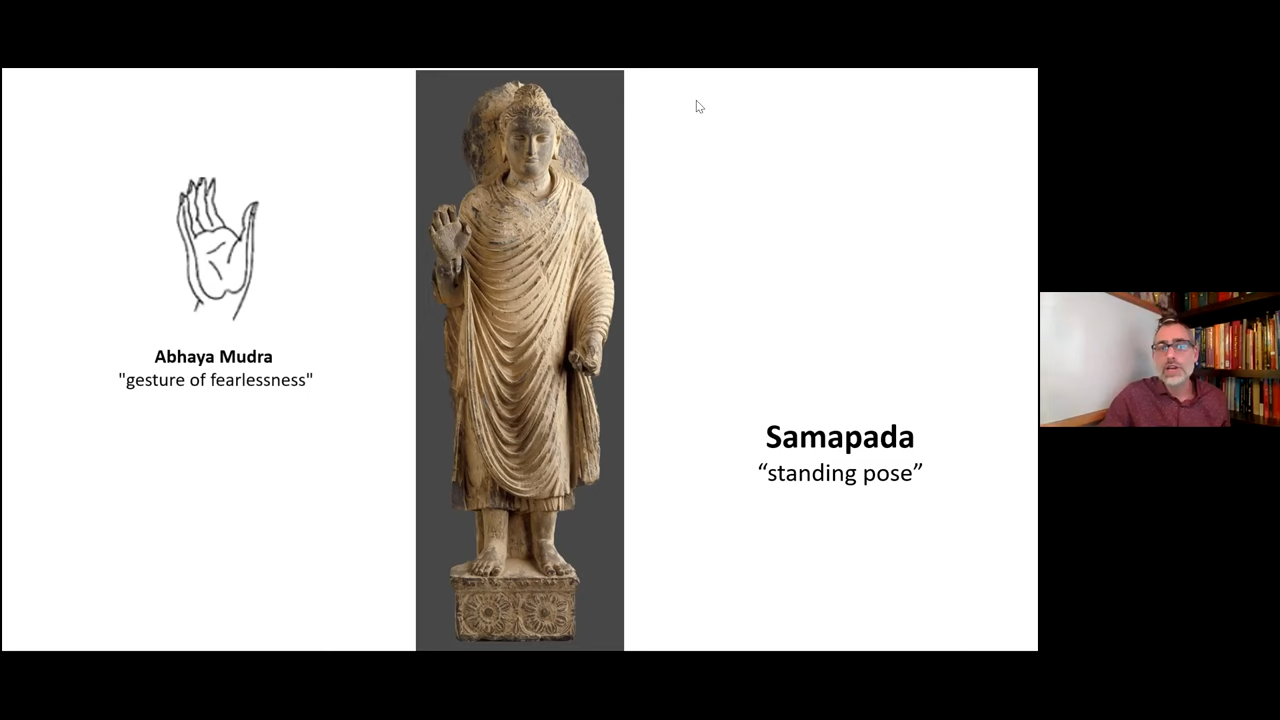 Abhaya Mudra
"gesture of fearlessness"
Samapada
“standing pose”